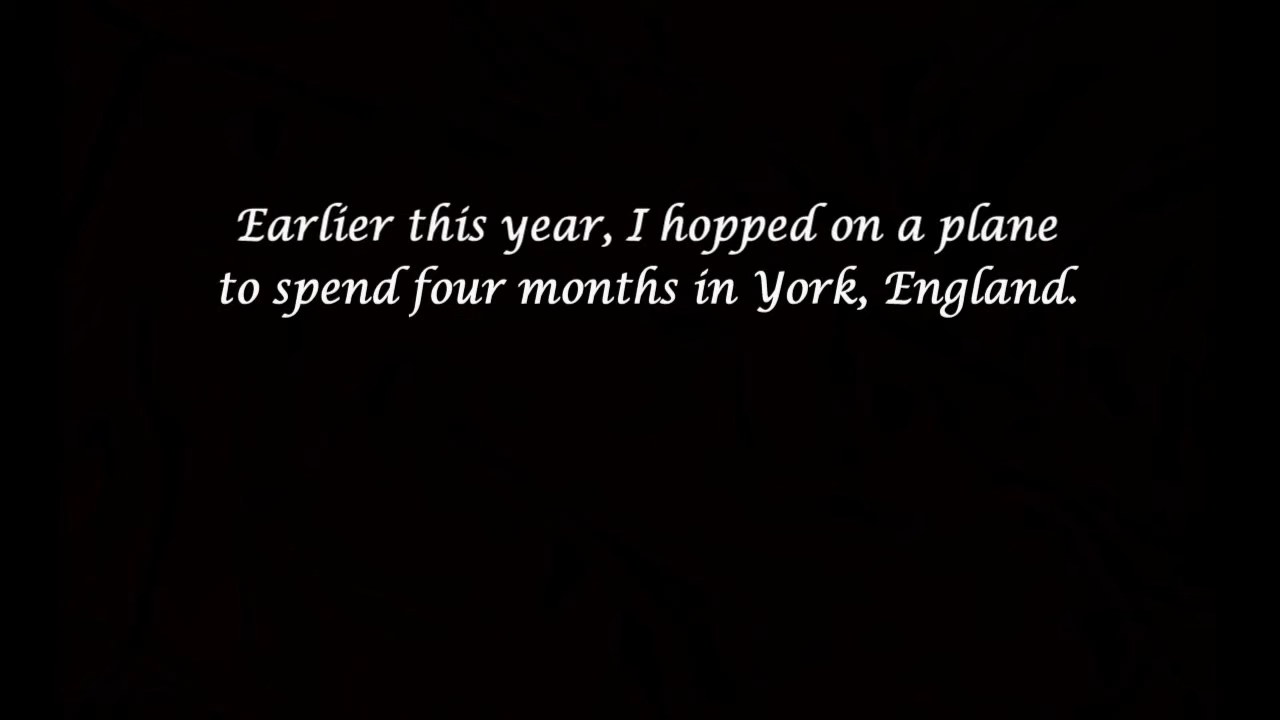 Earlier this year, I hopped on a plane
to spend four months in York, England.